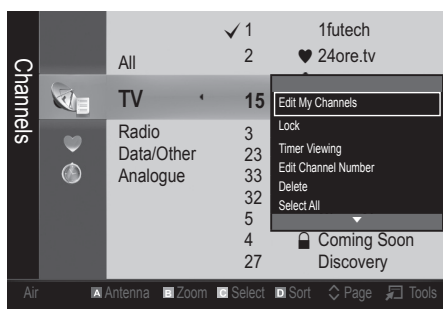 Channels
All
TV
Radio
Data/Other
Analogue
✓ 1 1futech
2 ♥ 24ore.tv
15
3
23
33
32
5
4 Coming Soon
27 Discovery
Edit My Channels
Lock
Timer Viewing
Edit Channel Number
Delete
Select All
Air A Antenna B Zoom C Select D Sort Page Tools